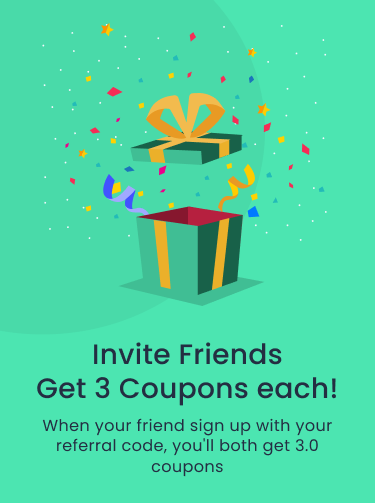 Invite Friends
Get 3 Coupons each!
When your friend sign up with your
referral code, you'll both get 3.0
coupons